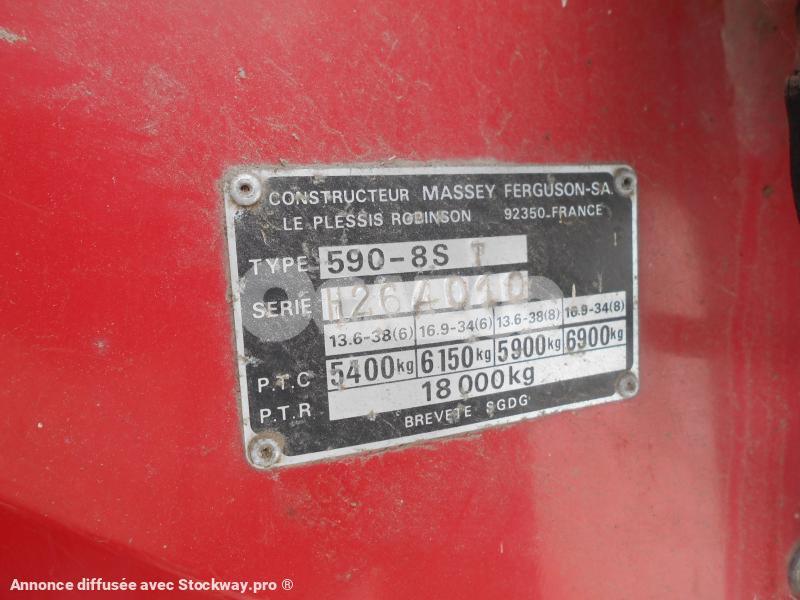 CONSTRUCTEUR MASSEY FERGUSON-SA.
LE PLESSIS ROBINSON 92350-FRANCE
TYPE 590-8S T
SERIE
13.6-38(6) 16.9-34(6) 13.6-38(8) 16.9-34(8)
P.T.C 5400kg 6150kg 5900kg 6900kg
P.T.R 18000kg
BREVETE SGDG
Annonce diffusée avec Stockway.pro ®